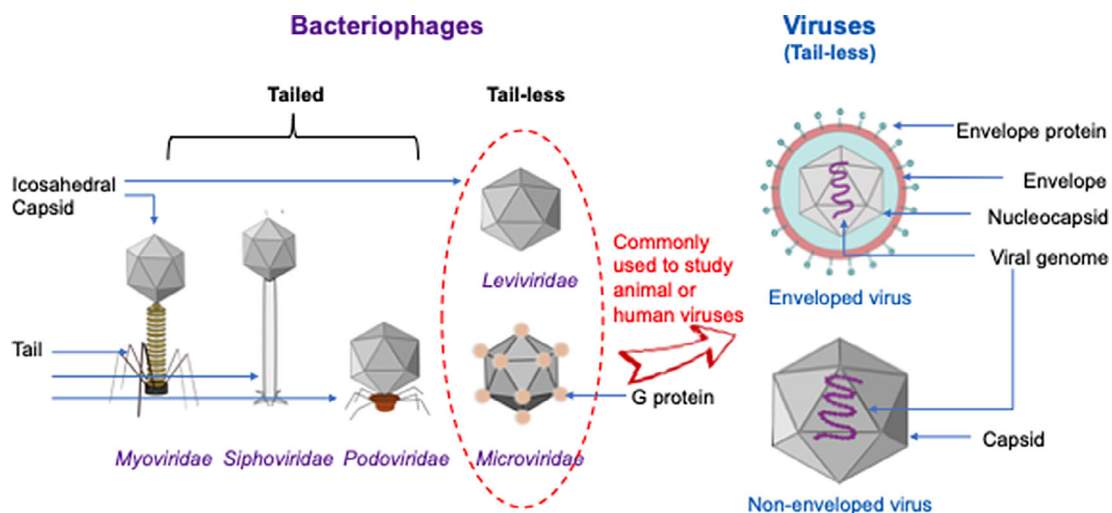 Bacteriophages
Viruses
(Tail-less)
Tailed
Tail-less
Icosahedral
Capsid
Tail
Myoviridae
Siphoviridae
Podoviridae
Leviviridae
Microviridae
G protein
Commonly
used to study
animal or
human viruses
Envelope protein
Envelope
Nucleocapsid
Viral genome
Enveloped virus
Capsid
Non-enveloped virus